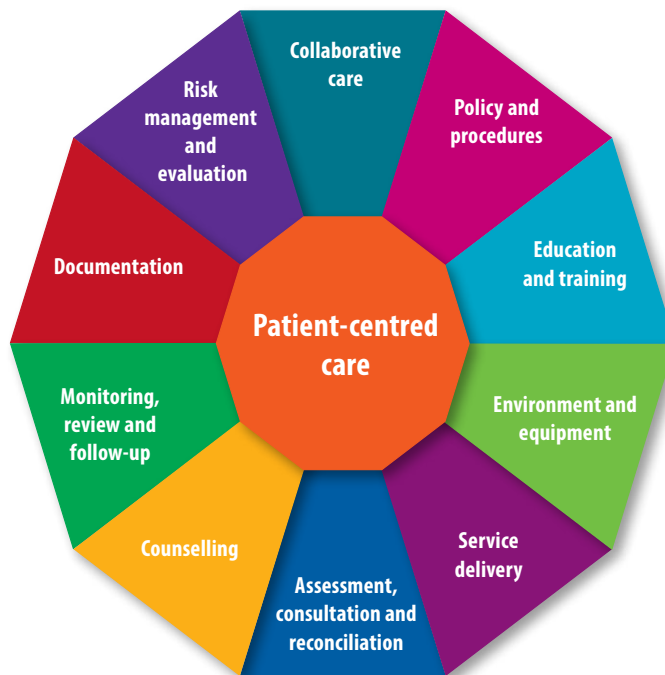 Collaborative
care
Policy and
procedures
Education
and training
Environment and
equipment
Service
delivery
Assessment,
consultation and
reconciliation
Counselling
Monitoring,
review and
follow-up
Documentation
Risk
management
and
evaluation
Patient-centred
care